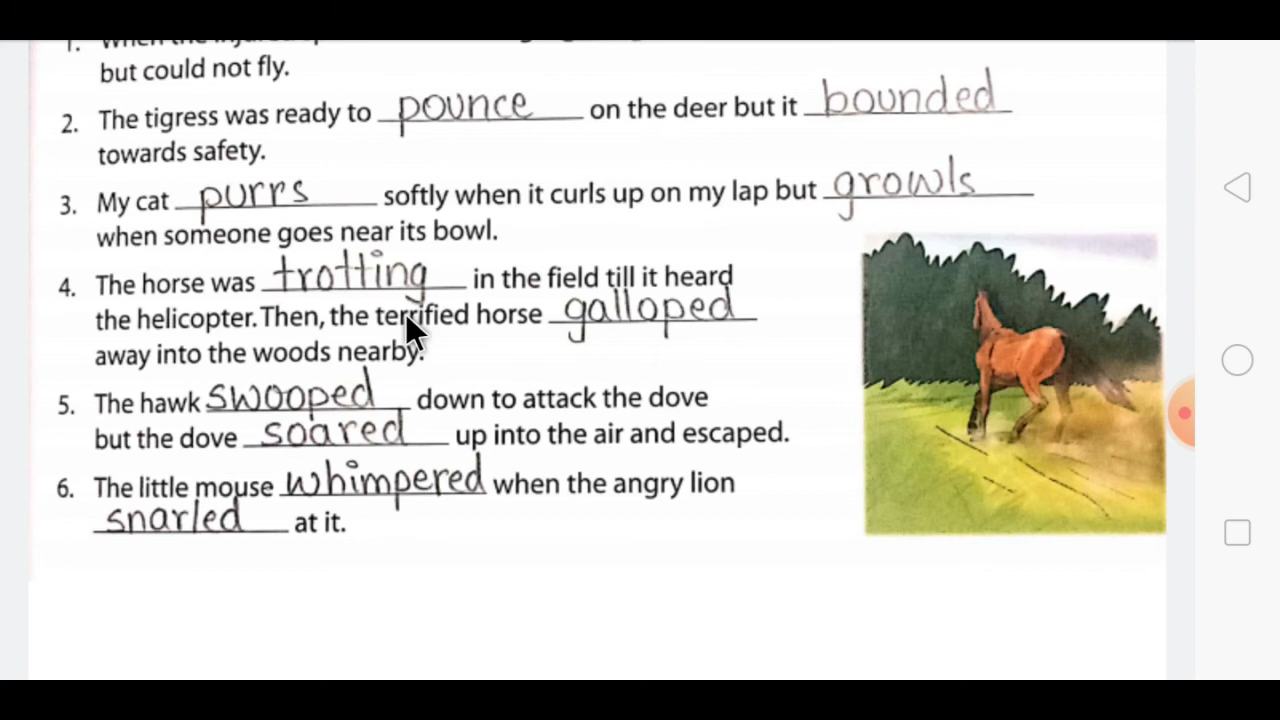 1. When the
but could not fly.
2. The tigress was ready to pounce on the deer but it bounded
towards safety.
3. My cat purrs softly when it curls up on my lap but growls
when someone goes near its bowl.
4. The horse was trotting in the field till it heard
the helicopter. Then, the terrified horse galloped
away into the woods nearby.
5. The hawk swooped down to attack the dove
but the dove soared up into the air and escaped.
6. The little mouse whimpered when the angry lion
snarled at it.